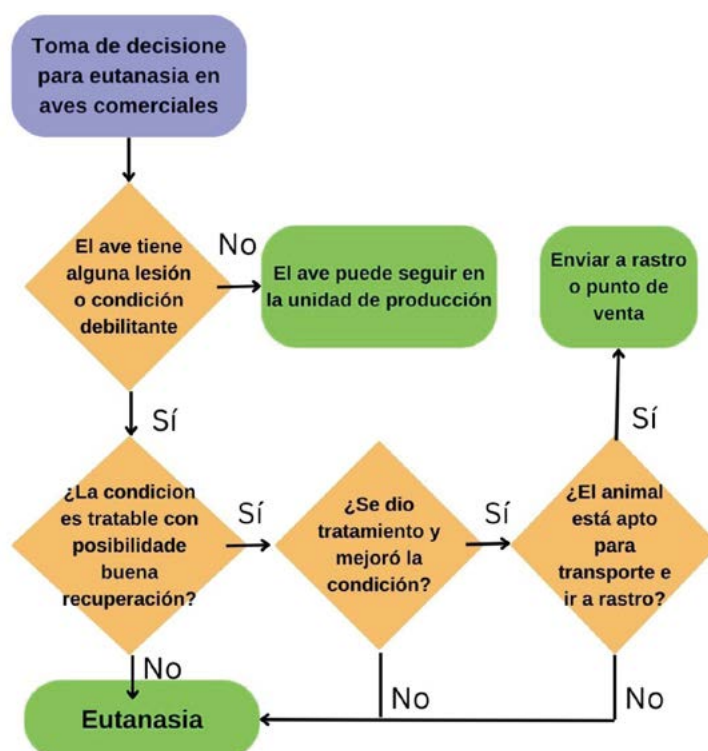 Toma de decisione
para eutanasia en
aves comerciales
El ave tiene
alguna lesión
o condición
debilitante
No
El ave puede seguir en
la unidad de producción
Enviar a rastro
o punto de
venta
Sí
Sí
¿La condicion
es tratable con
posibilidade
buena
recuperación?
Sí
¿Se dio
tratamiento y
mejoró la
condición?
Sí
¿El animal
está apto
para
transporte e
ir a rastro?
No
No
No
Eutanasia